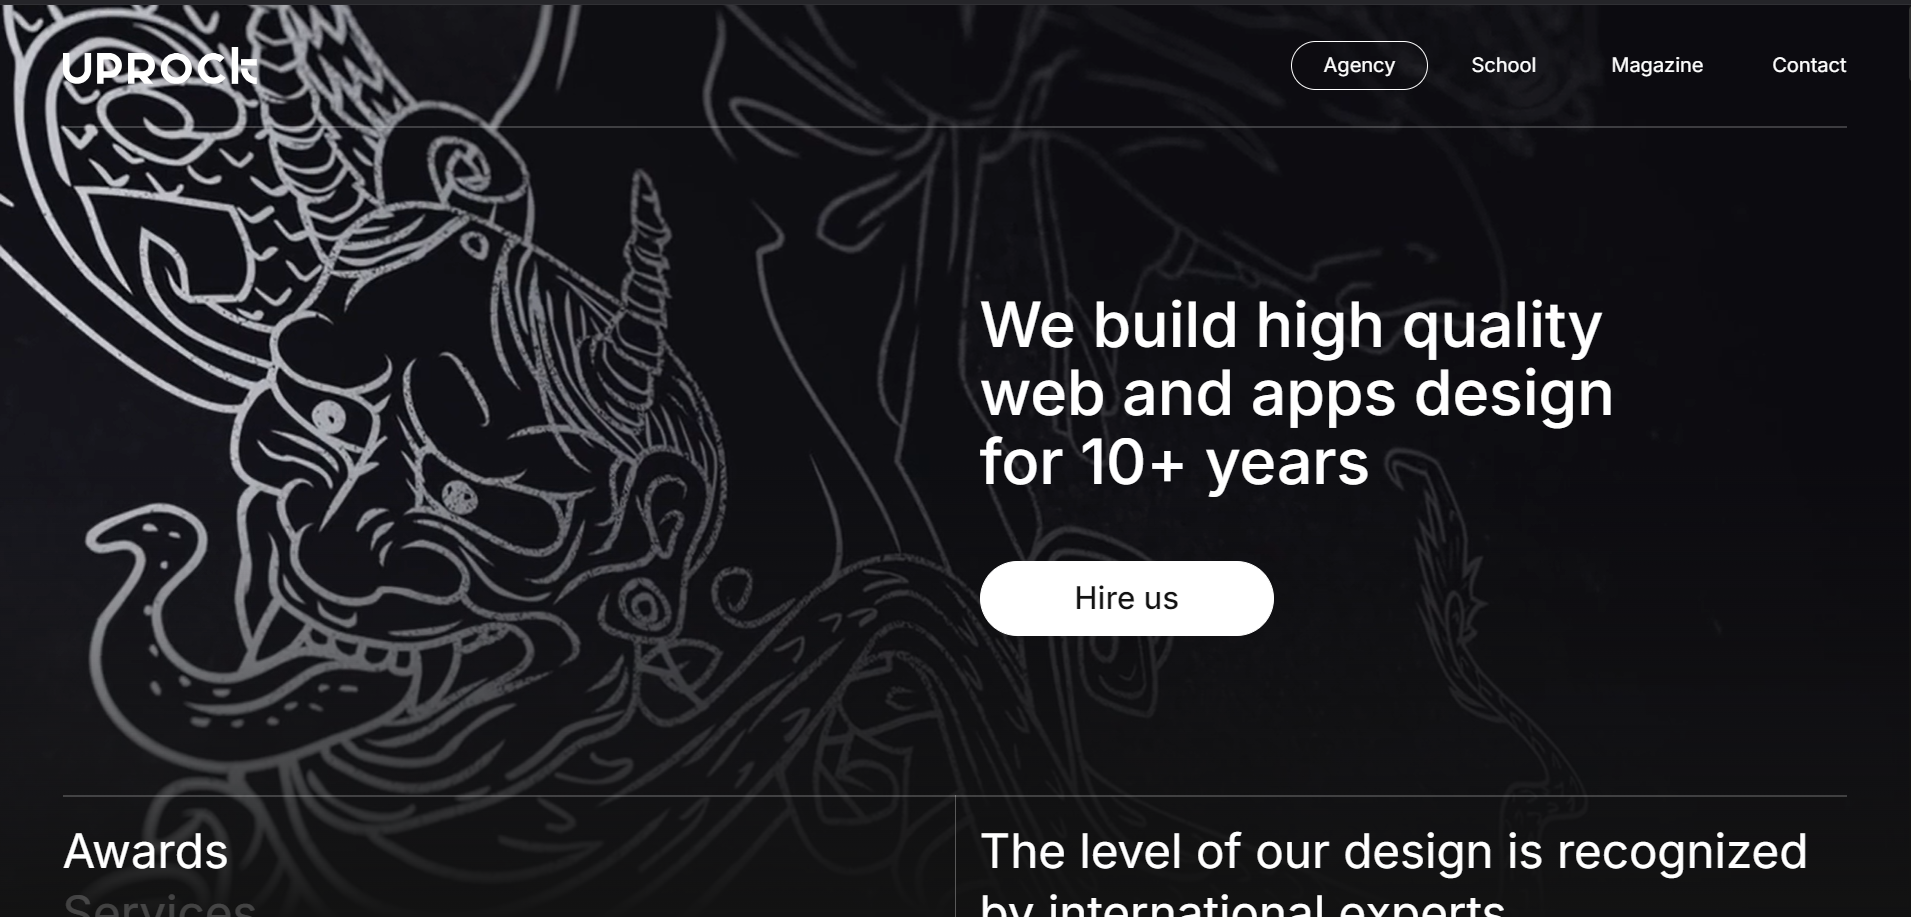 UPROCK
Agency
School
Magazine
Contact
We build high quality
web and apps design
for 10+ years
Hire us
Awards
Services
The level of our design is recognized
by international experts